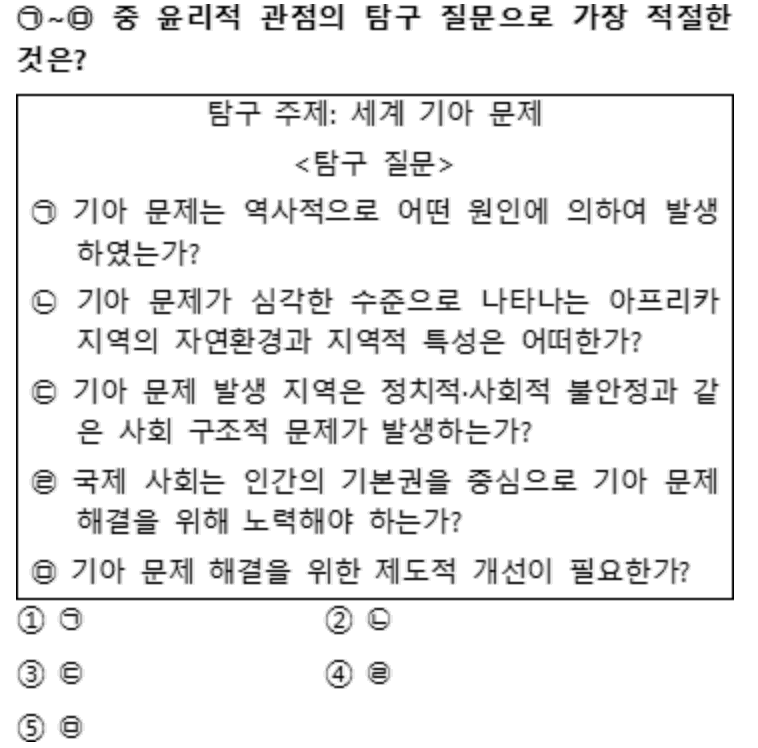 ㉠~㉤ 중 윤리적 관점의 탐구 질문으로 가장 적절한
것은?
탐구 주제: 세계 기아 문제
<탐구 질문>
㉠ 기아 문제는 역사적으로 어떤 원인에 의하여 발생
하였는가?
㉡ 기아 문제가 심각한 수준으로 나타나는 아프리카
지역의 자연환경과 지역적 특성은 어떠한가?
㉢ 기아 문제 발생 지역은 정치적·사회적 불안정과 같
은 사회 구조적 문제가 발생하는가?
㉣ 국제 사회는 인간의 기본권을 중심으로 기아 문제
해결을 위해 노력해야 하는가?
㉤ 기아 문제 해결을 위한 제도적 개선이 필요한가?
① ㉠ ② ㉡
③ ㉢ ④ ㉣
⑤ ㉤